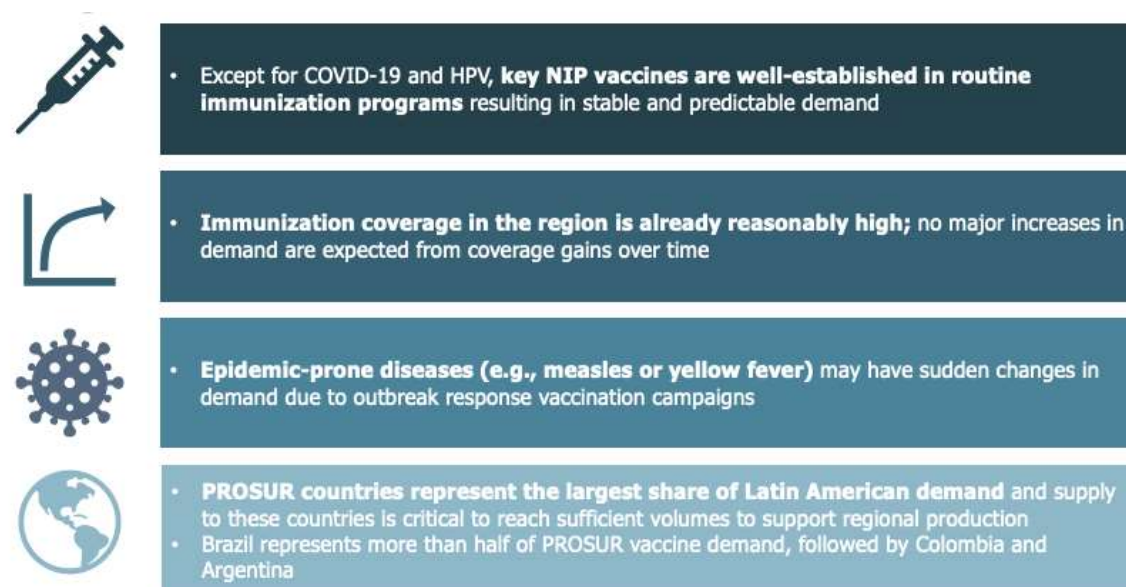 • Except for COVID-19 and HPV, key NIP vaccines are well-established in routine
immunization programs resulting in stable and predictable demand
• Immunization coverage in the region is already reasonably high; no major increases in
demand are expected from coverage gains over time
• Epidemic-prone diseases (e.g., measles or yellow fever) may have sudden changes in
demand due to outbreak response vaccination campaigns
• PROSUR countries represent the largest share of Latin American demand and supply
to these countries is critical to reach sufficient volumes to support regional production
• Brazil represents more than half of PROSUR vaccine demand, followed by Colombia and
Argentina